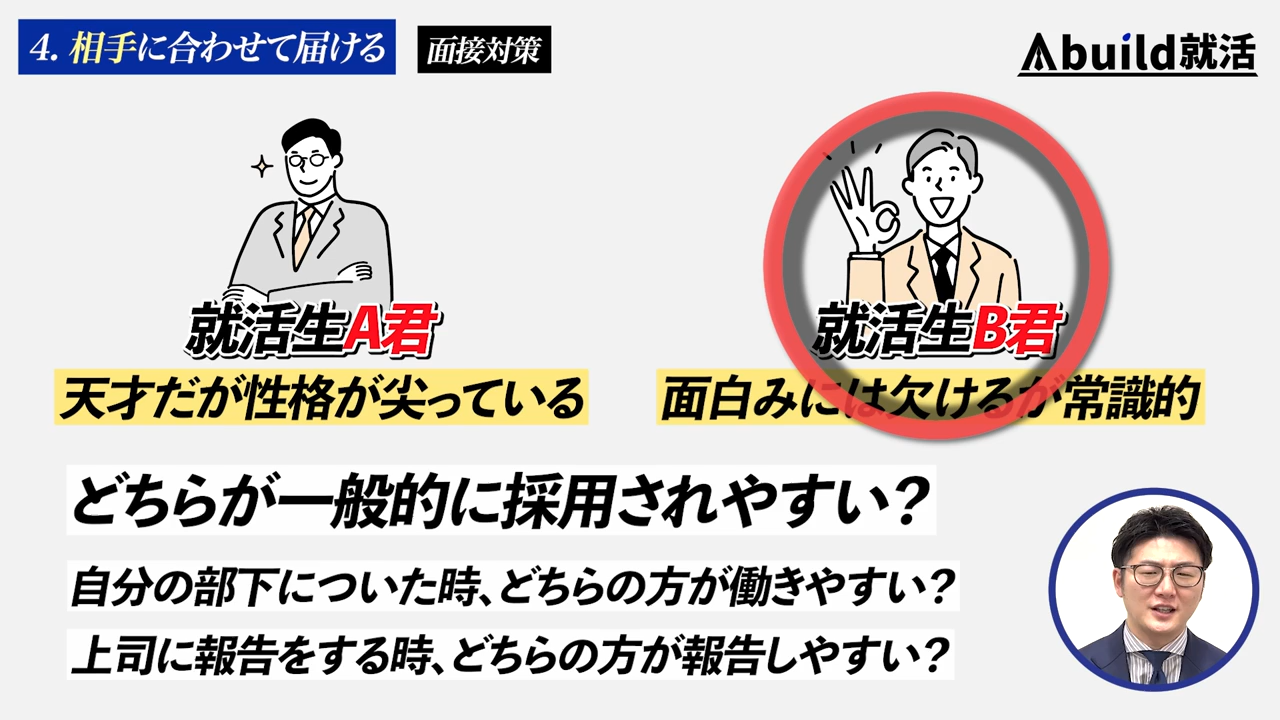 4. 相手に合わせて届ける
面接対策
Abuild就活
就活生A君
就活生B君
天才だが性格が尖っている
面白みには欠けるが常識的
どちらが一般的に採用されやすい?
自分の部下についた時、どちらの方が働きやすい?
上司に報告をする時、どちらの方が報告しやすい?